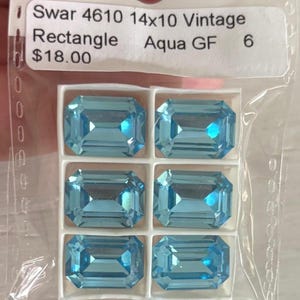 Swar 4610 14x10 Vintage
Rectangle Aqua GF 6
$18.00